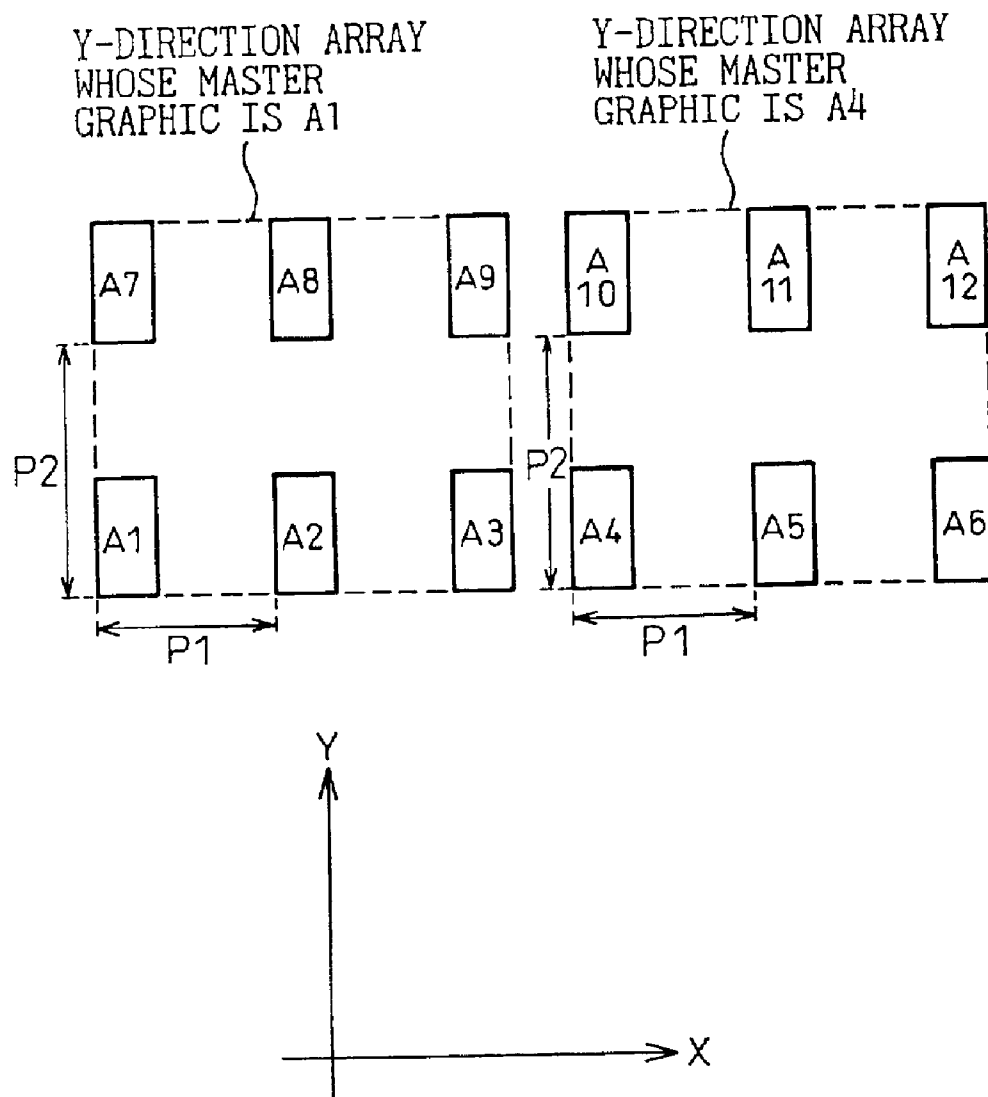 Y-DIRECTION ARRAY
WHOSE MASTER
GRAPHIC IS A1
Y-DIRECTION ARRAY
WHOSE MASTER
GRAPHIC IS A4
A7
A8
A9
A
10
A
11
A
12
P2
P2
A1
A2
A3
A4
A5
A6
P1
P1
Y
X